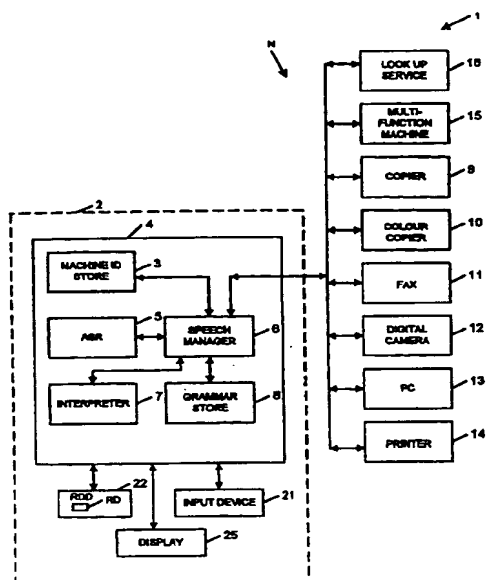 1
N
LOOK UP
SERVICE
16
MULTI-
FUNCTION
MACHINE
15
COPIER
9
COLOUR
COPIER
10
FAX
11
DIGITAL
CAMERA
12
PC
13
PRINTER
14
2
4
MACHINE ID
STORE
3
5
ASR
SPEECH
MANAGER
6
INTERPRETER
7
GRAMMAR
STORE
8
RDD
RD
22
INPUT DEVICE
21
DISPLAY
25